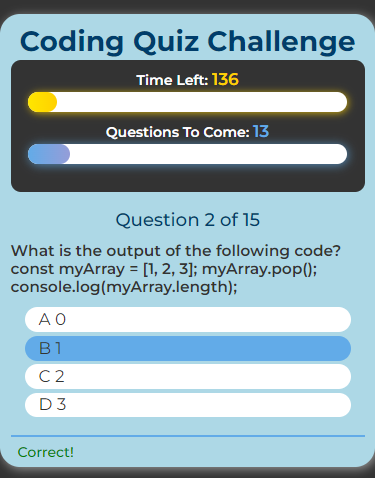 Coding Quiz Challenge
Time Left: 136
Questions To Come: 13
Question 2 of 15
What is the output of the following code?
const myArray = [1, 2, 3]; myArray.pop();
console.log(myArray.length);
A 0
B 1
C 2
D 3
Correct!